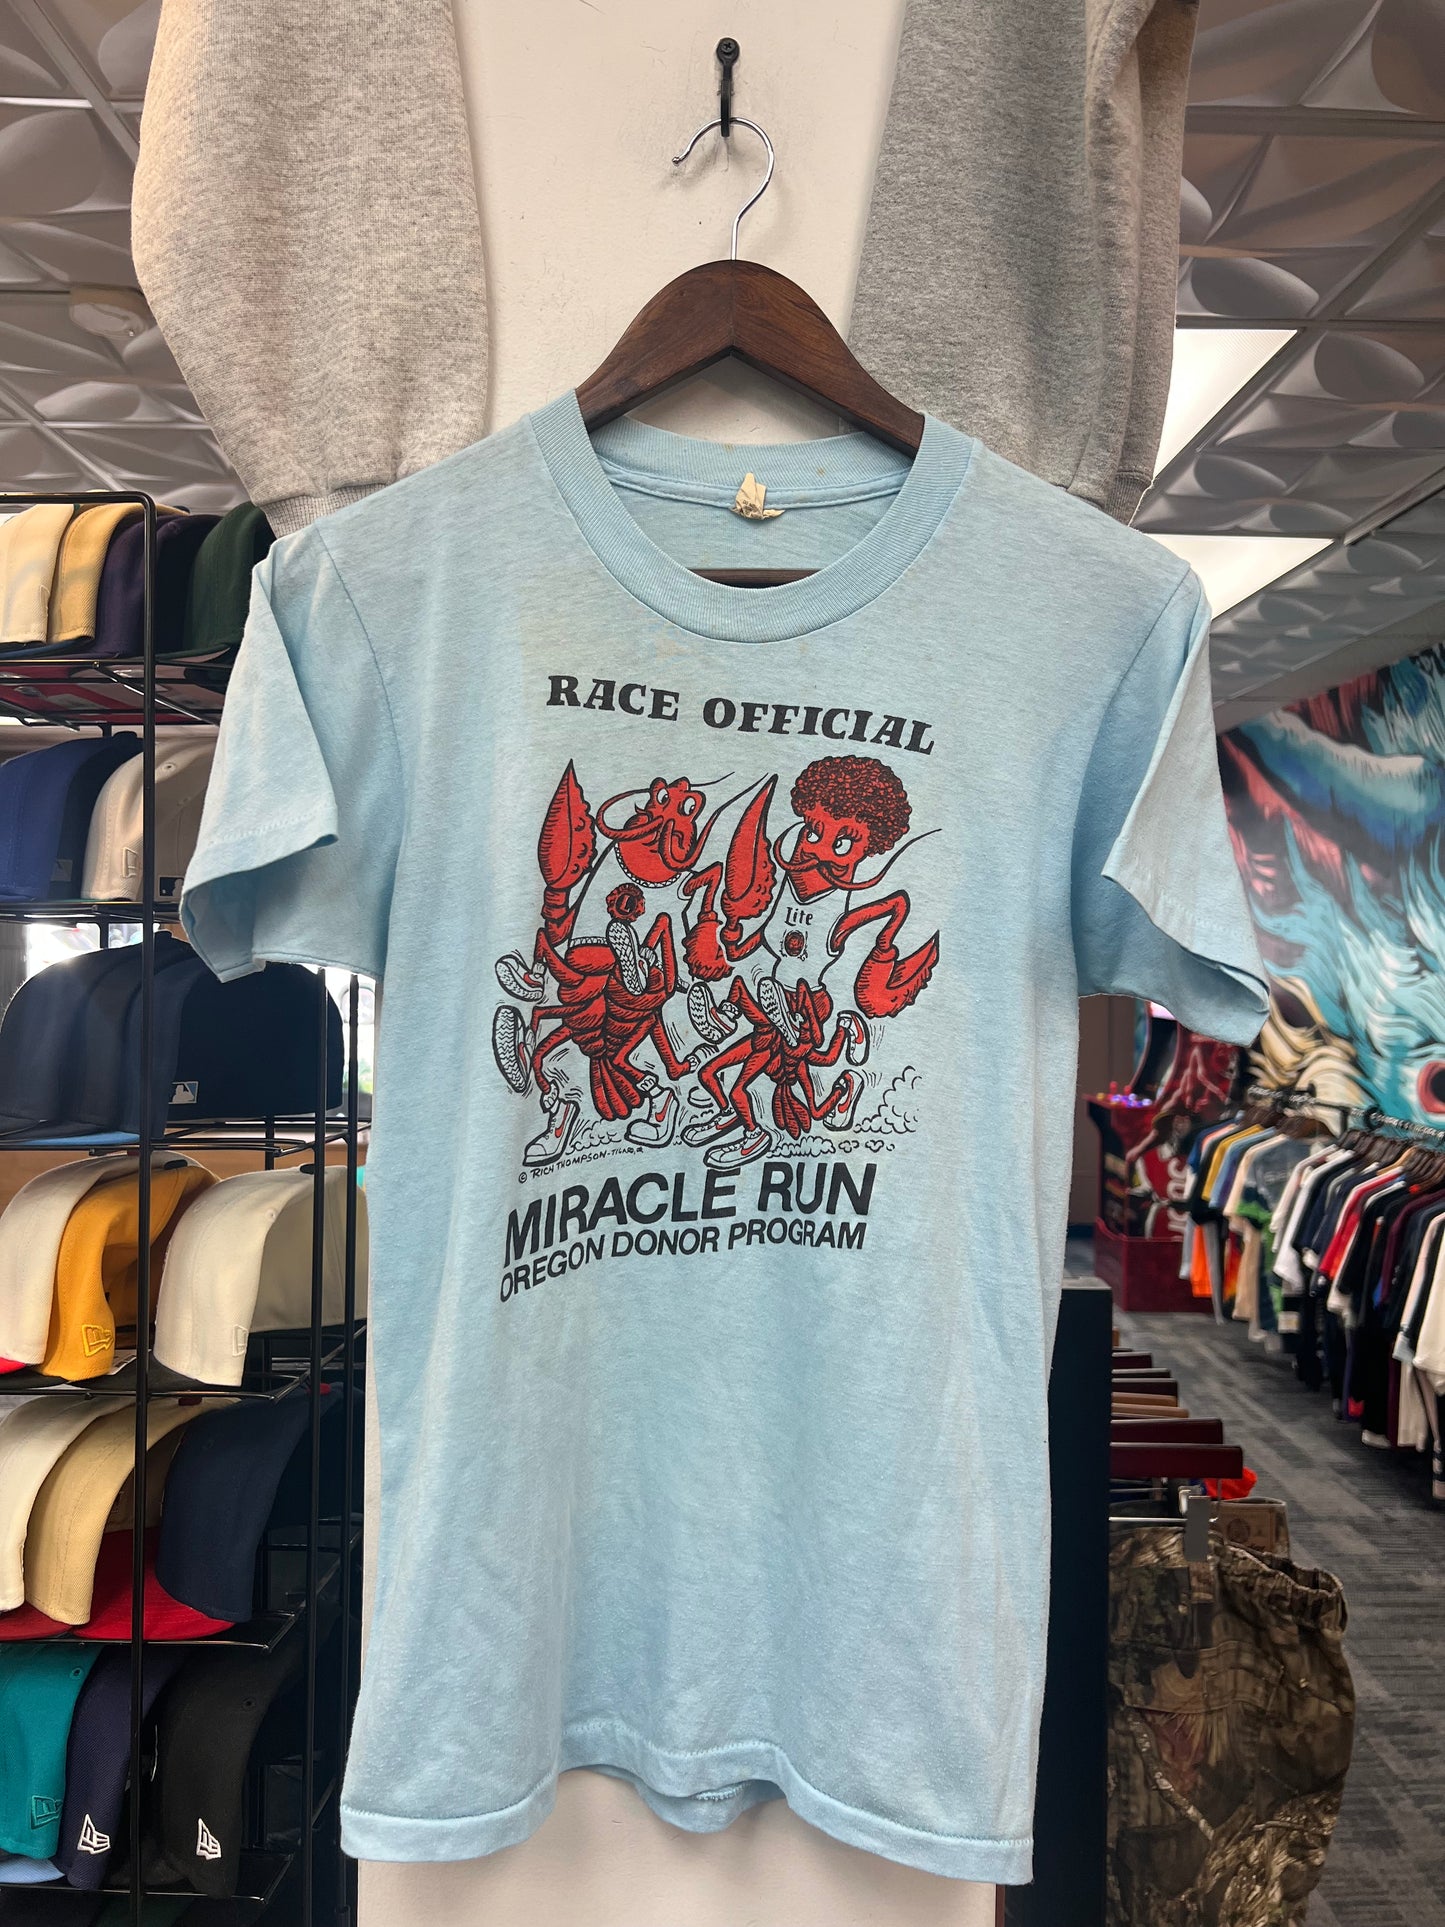 RACE OFFICIAL
L
Lite
© RICH THOMPSON - TIGARD, OR
MIRACLE RUN
OREGON DONOR PROGRAM